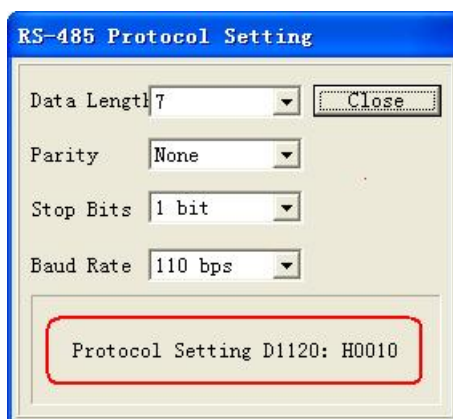 RS-485 Protocol Setting
Data Length 7 Close
Parity None
Stop Bits 1 bit
Baud Rate 110 bps
Protocol Setting D1120: H0010